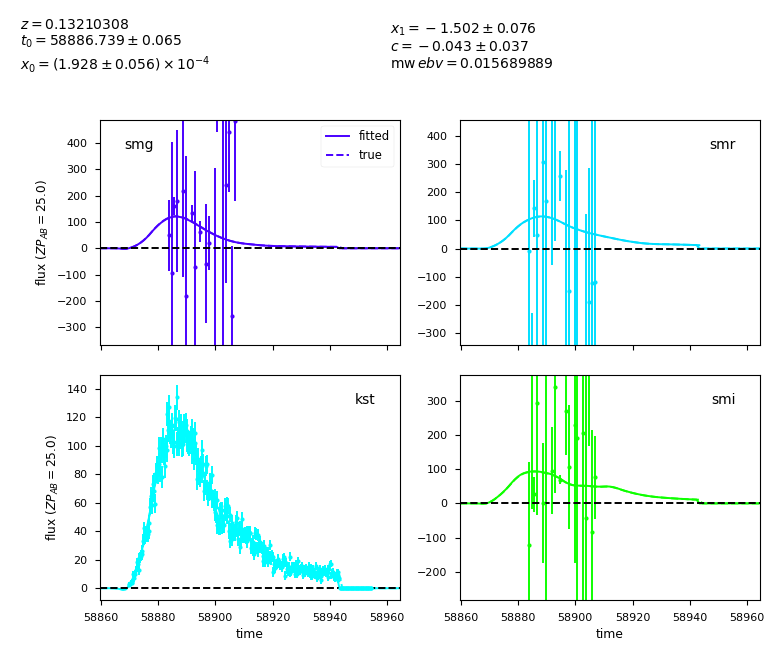 z = 0.13210308
t₀ = 58886.739 ± 0.065
x₀ = (1.928 ± 0.056) × 10⁻⁴
x₁ = −1.502 ± 0.076
c = −0.043 ± 0.037
mw ebv = 0.015689889
smg
fitted
true
400
300
200
100
0
−100
−200
−300
flux (ZP_AB = 25.0)
smr
400
300
200
100
0
−100
−200
−300
kst
140
120
100
80
60
40
20
0
flux (ZP_AB = 25.0)
58860 58880 58900 58920 58940 58960
time
smi
300
200
100
0
−100
−200
58860 58880 58900 58920 58940 58960
time